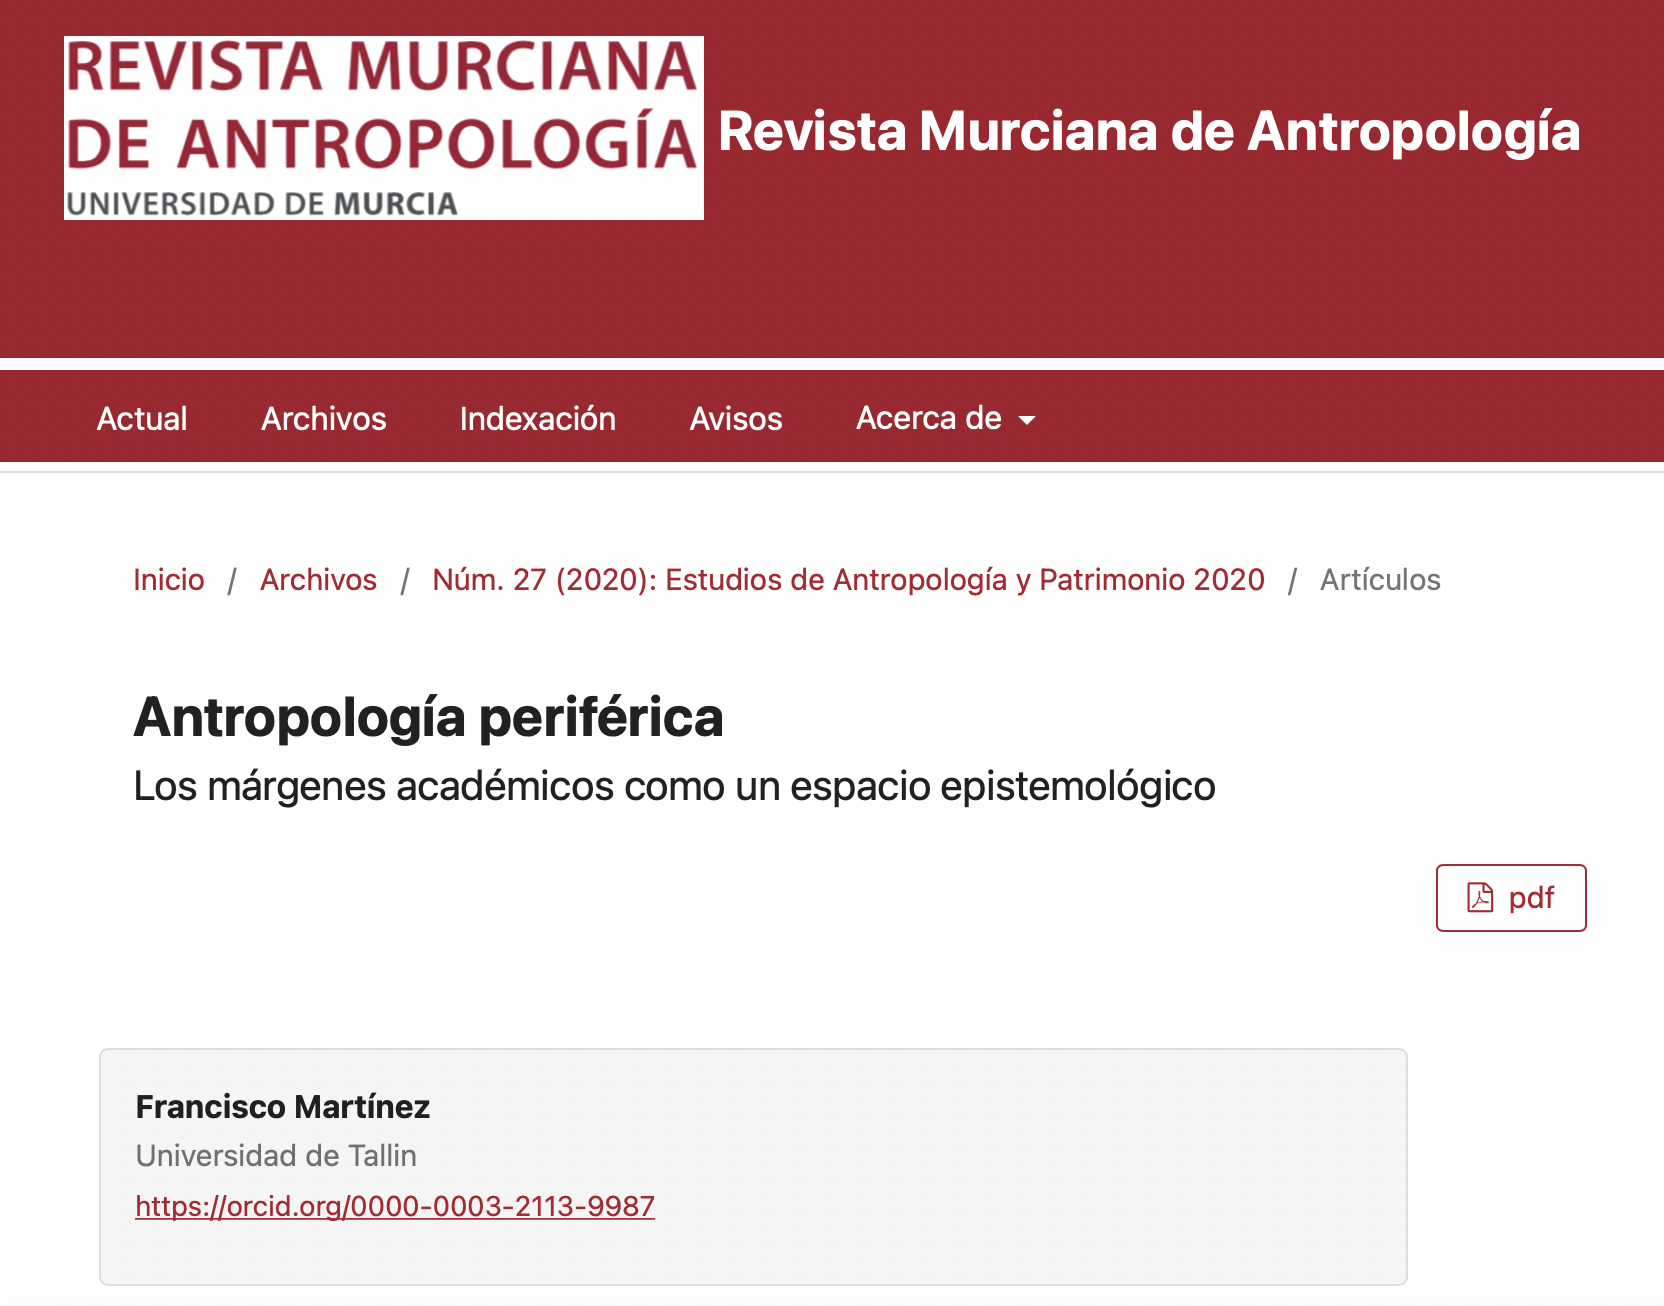 REVISTA MURCIANA
DE ANTROPOLOGÍA
UNIVERSIDAD DE MURCIA
Revista Murciana de Antropología
Actual Archivos Indexación Avisos Acerca de
Inicio / Archivos / Núm. 27 (2020): Estudios de Antropología y Patrimonio 2020 / Artículos
Antropología periférica
Los márgenes académicos como un espacio epistemológico
pdf
Francisco Martínez
Universidad de Tallin
https://orcid.org/0000-0003-2113-9987